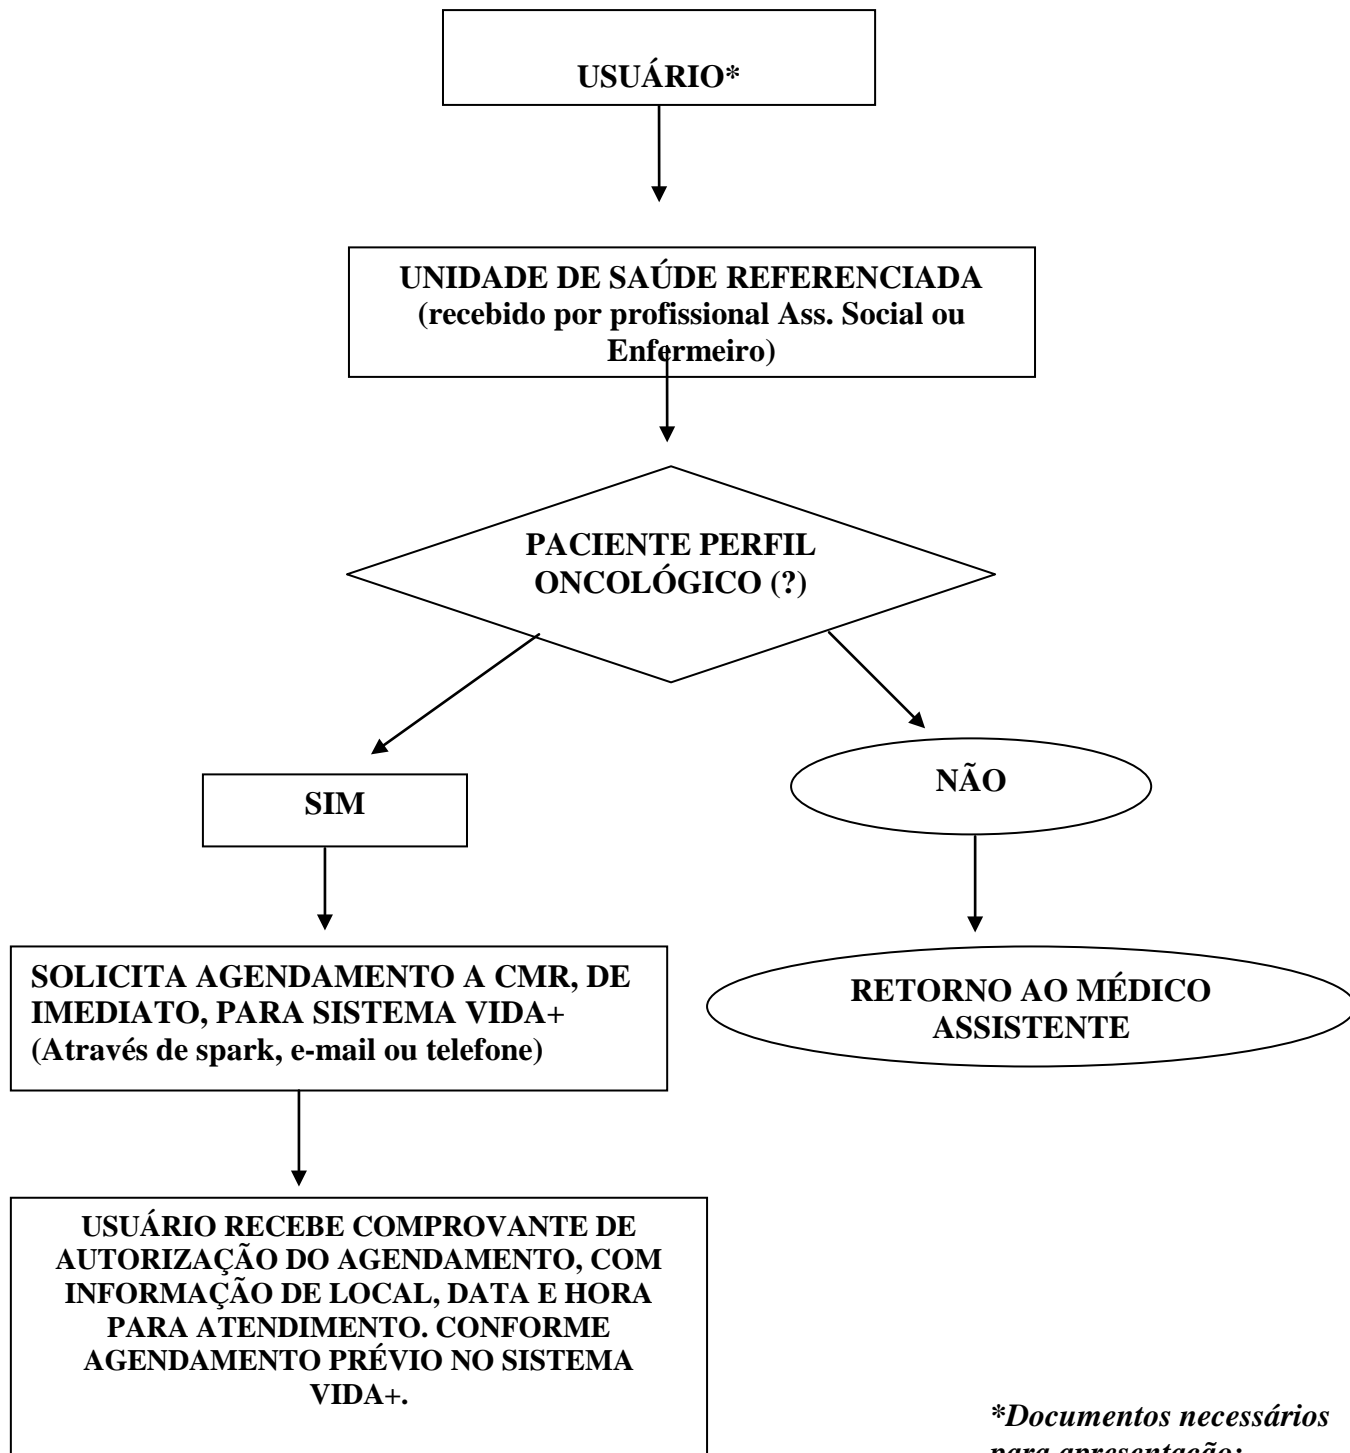 USUÁRIO*
UNIDADE DE SAÚDE REFERENCIADA
(recebido por profissional Ass. Social ou
Enfermeiro)
PACIENTE PERFIL
ONCOLÓGICO (?)
SIM
NÃO
SOLICITA AGENDAMENTO A CMR, DE
IMEDIATO, PARA SISTEMA VIDA+
(Através de spark, e-mail ou telefone)
RETORNO AO MÉDICO
ASSISTENTE
USUÁRIO RECEBE COMPROVANTE DE
AUTORIZAÇÃO DO AGENDAMENTO, COM
INFORMAÇÃO DE LOCAL, DATA E HORA
PARA ATENDIMENTO. CONFORME
AGENDAMENTO PRÉVIO NO SISTEMA
VIDA+.
*Documentos necessários
para apresentação: